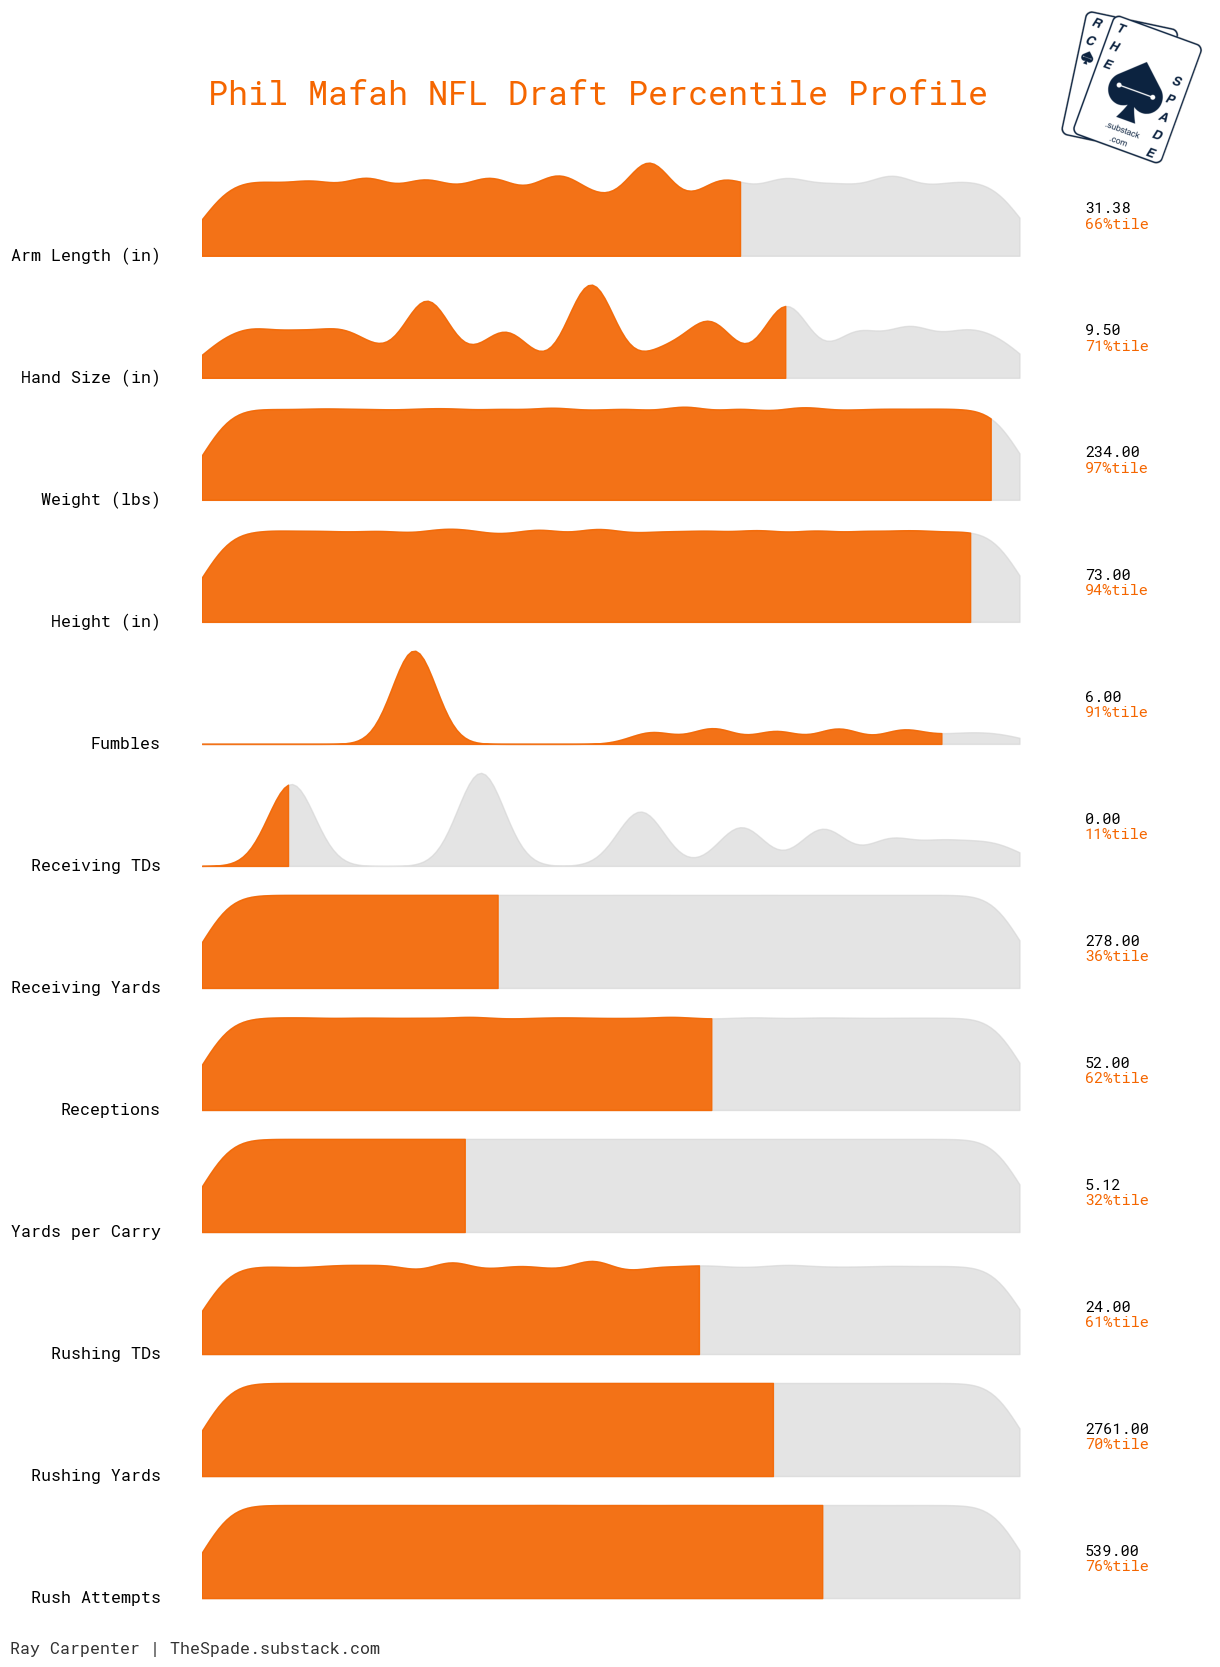 R
C
THE
SPADE
.substack
.com
Phil Mafah NFL Draft Percentile Profile
Arm Length (in)
31.38
66%tile
Hand Size (in)
9.50
71%tile
Weight (lbs)
234.00
97%tile
Height (in)
73.00
94%tile
Fumbles
6.00
91%tile
Receiving TDs
0.00
11%tile
Receiving Yards
278.00
36%tile
Receptions
52.00
62%tile
Yards per Carry
5.12
32%tile
Rushing TDs
24.00
61%tile
Rushing Yards
2761.00
70%tile
Rush Attempts
539.00
76%tile
Ray Carpenter | TheSpade.substack.com